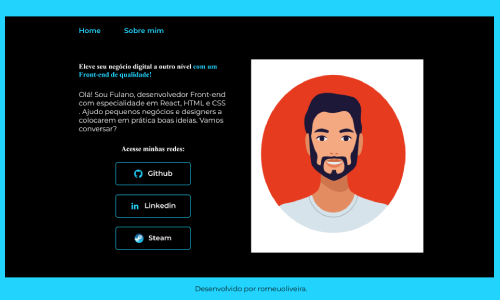 Home Sobre mim
Eleve seu negócio digital a outro nível com um
Front-end de qualidade!
Olá! Sou Fulano, desenvolvedor Front-end
com especialidade em React, HTML e CSS
. Ajudo pequenos negócios e designers a
colocarem em prática boas ideias. Vamos
conversar?
Acesse minhas redes:
Github
Linkedin
Steam
Desenvolvido por romeuoliveira.